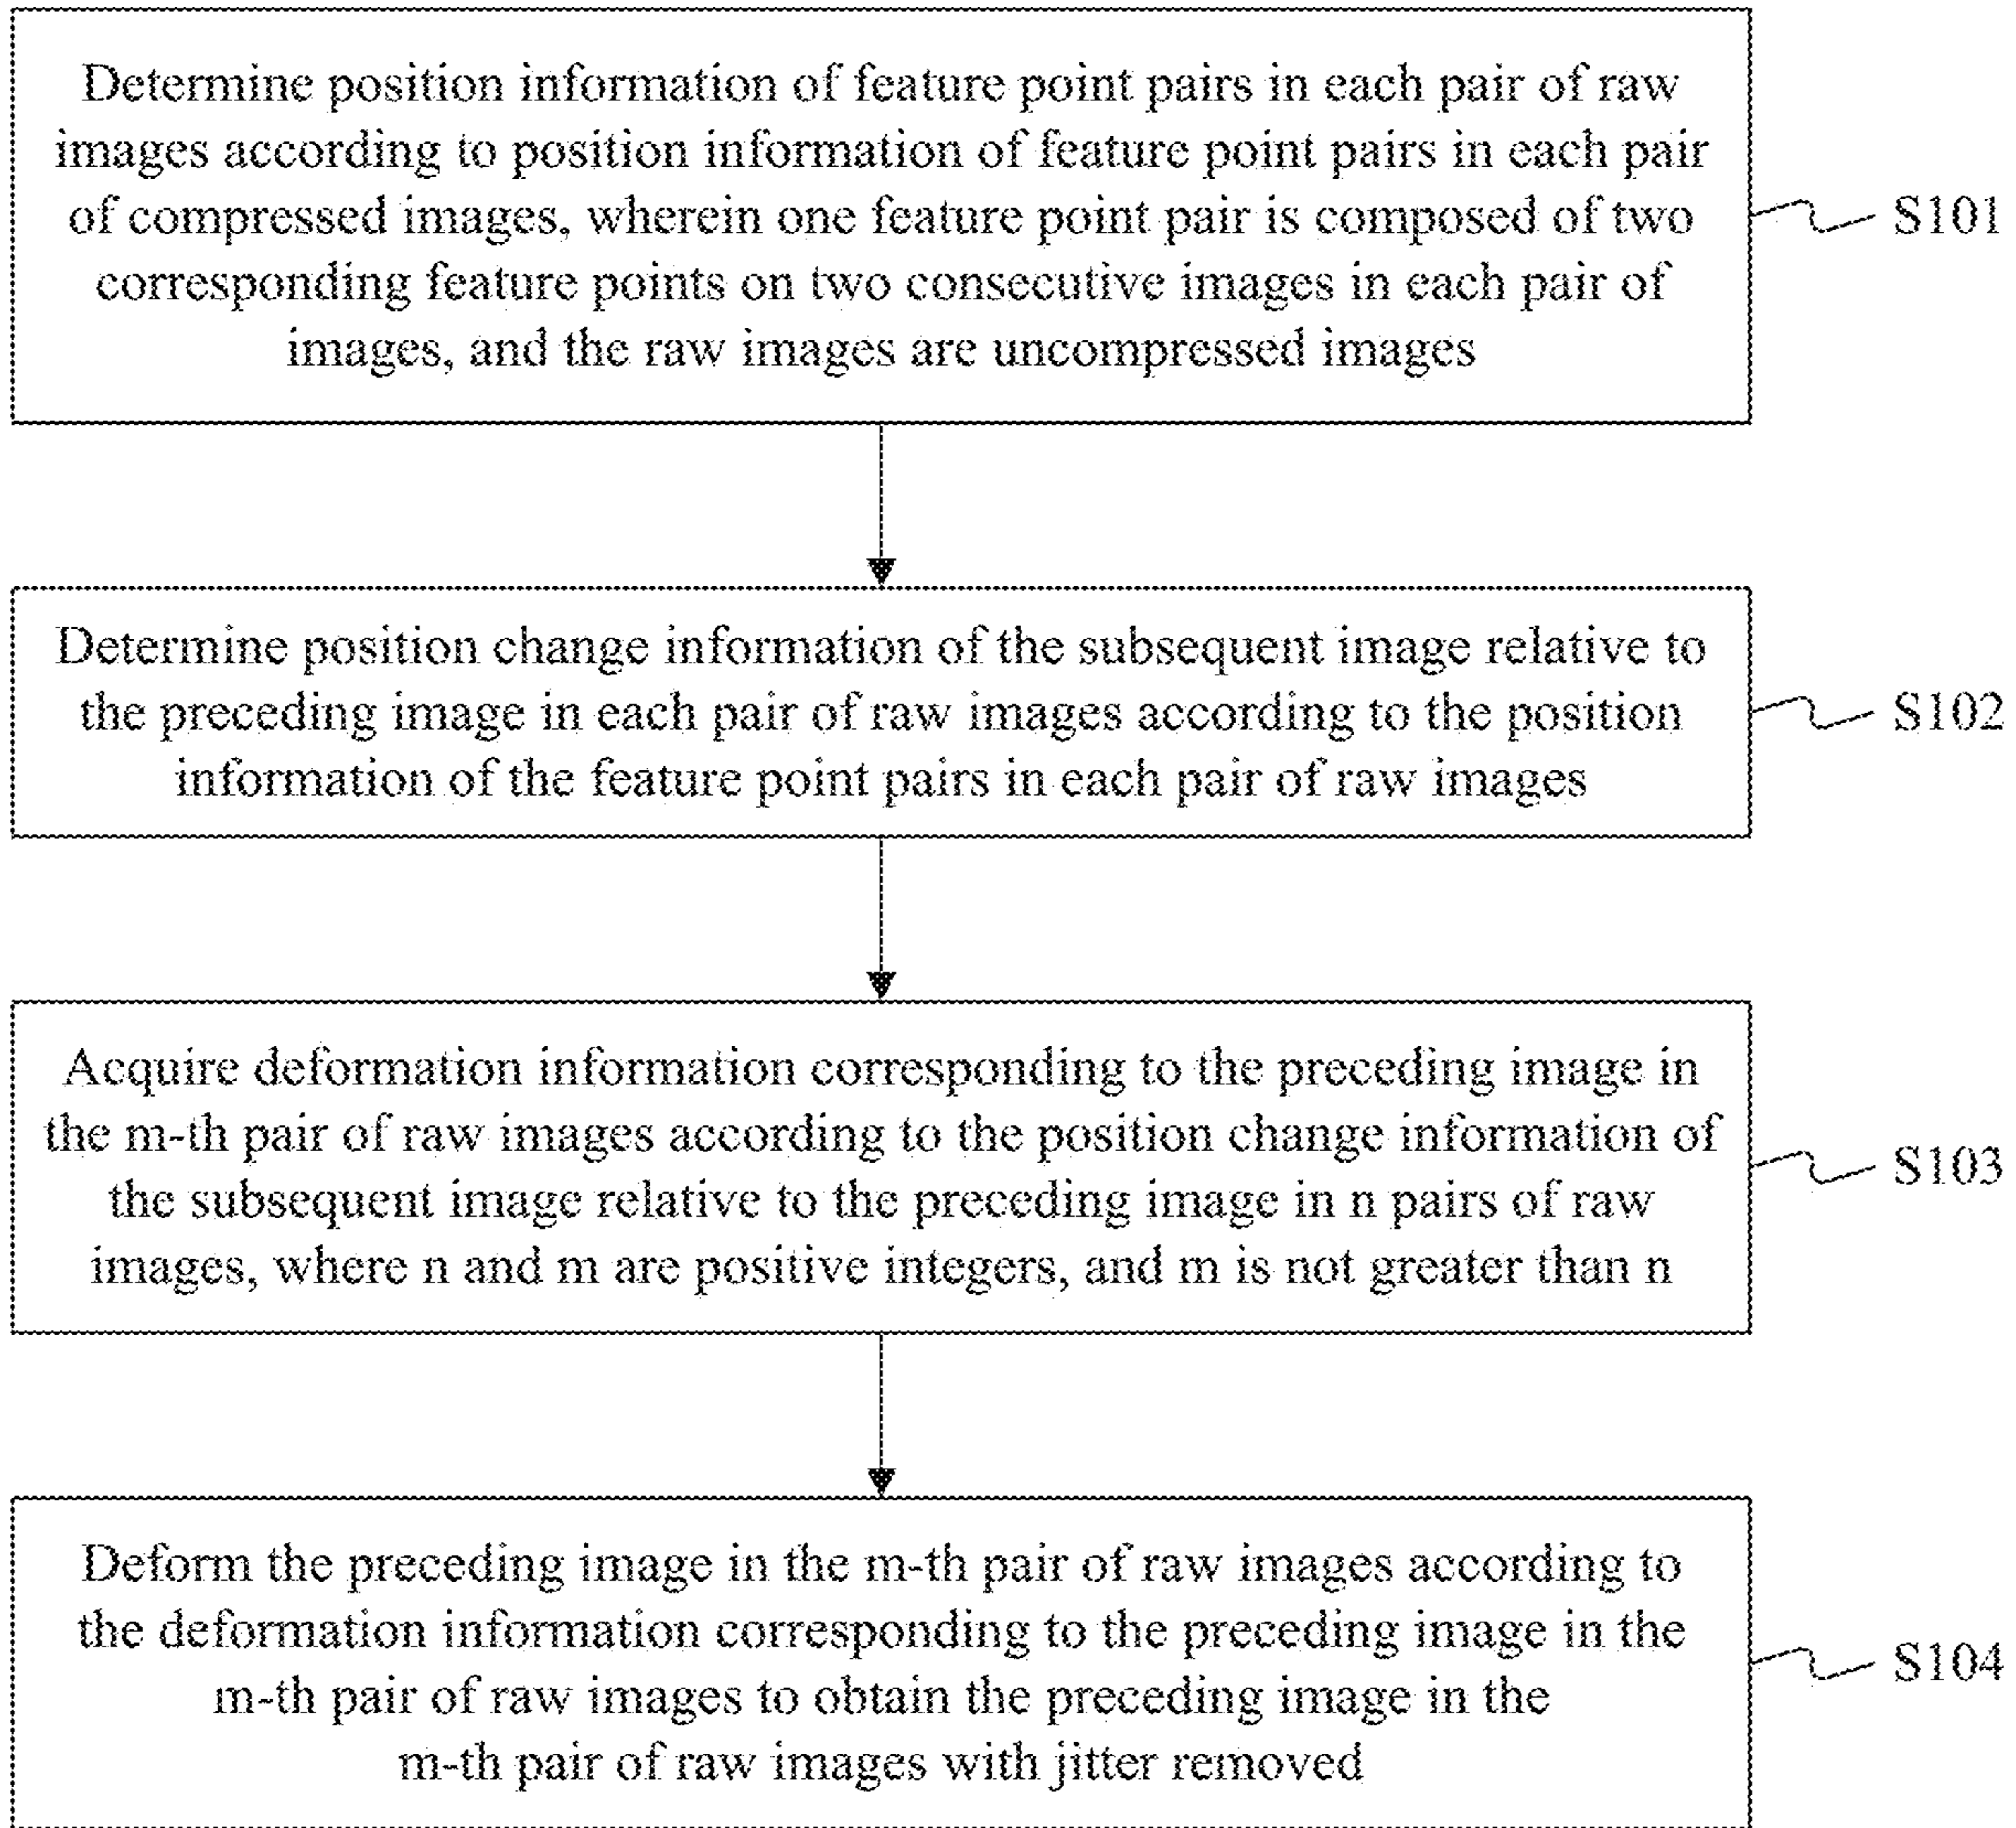 Determine position information of feature point pairs in each pair of raw
images according to position information of feature point pairs in each pair
of compressed images, wherein one feature point pair is composed of two
corresponding feature points on two consecutive images in each pair of
images, and the raw images are uncompressed images
S101
Determine position change information of the subsequent image relative to
the preceding image in each pair of raw images according to the position
information of the feature point pairs in each pair of raw images
S102
Acquire deformation information corresponding to the preceding image in
the m-th pair of raw images according to the position change information of
the subsequent image relative to the preceding image in n pairs of raw
images, where n and m are positive integers, and m is not greater than n
S103
Deform the preceding image in the m-th pair of raw images according to
the deformation information corresponding to the preceding image in the
m-th pair of raw images to obtain the preceding image in the
m-th pair of raw images with jitter removed
S104